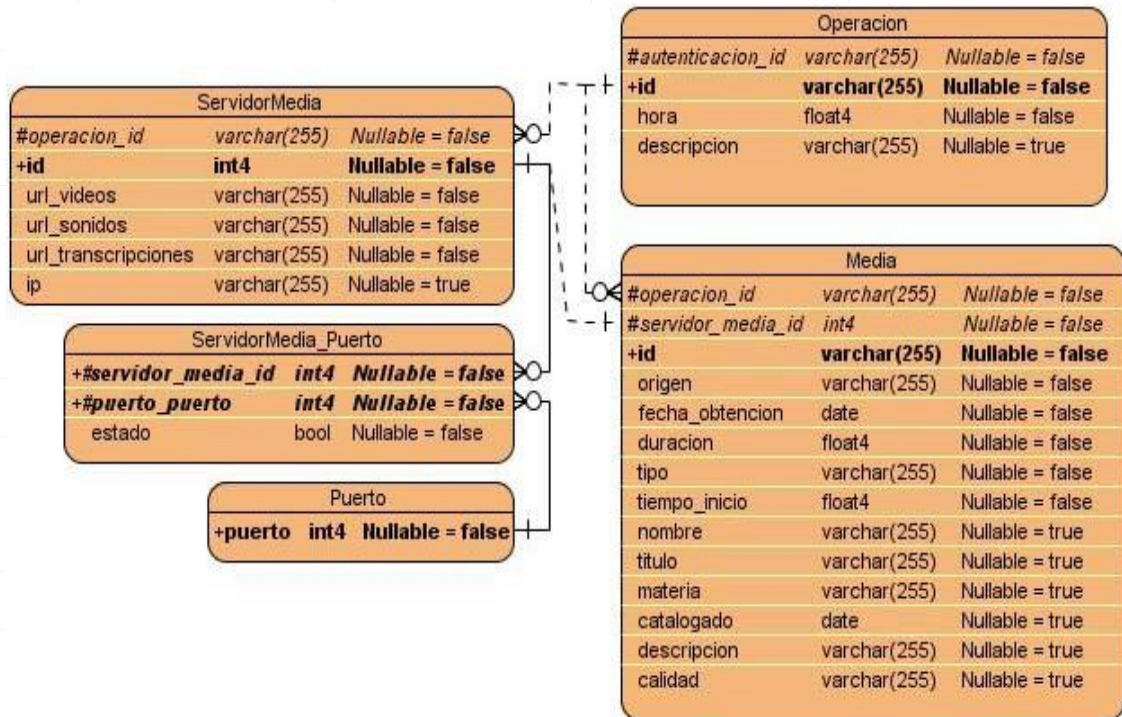 Operacion
#autenticacion_id varchar(255) Nullable = false
+id varchar(255) Nullable = false
hora float4 Nullable = false
descripcion varchar(255) Nullable = true
ServidorMedia
#operacion_id varchar(255) Nullable = false
+id int4 Nullable = false
url_videos varchar(255) Nullable = false
url_sonidos varchar(255) Nullable = false
url_transcripciones varchar(255) Nullable = false
ip varchar(255) Nullable = true
ServidorMedia_Puerto
+#servidor_media_id int4 Nullable = false
+#puerto_puerto int4 Nullable = false
estado bool Nullable = false
Puerto
+puerto int4 Nullable = false
Media
#operacion_id varchar(255) Nullable = false
#servidor_media_id int4 Nullable = false
+id varchar(255) Nullable = false
origen varchar(255) Nullable = false
fecha_obtencion date Nullable = false
duracion float4 Nullable = false
tipo varchar(255) Nullable = false
tiempo_inicio float4 Nullable = false
nombre varchar(255) Nullable = true
titulo varchar(255) Nullable = true
materia varchar(255) Nullable = true
catalogado date Nullable = true
descripcion varchar(255) Nullable = true
calidad varchar(255) Nullable = true